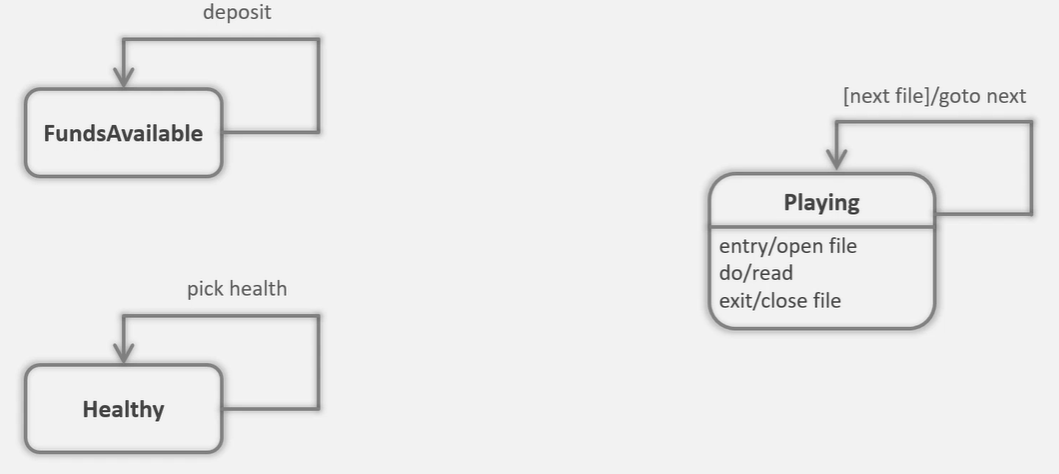 deposit
FundsAvailable
pick health
Healthy
[next file]/goto next
Playing
entry/open file
do/read
exit/close file